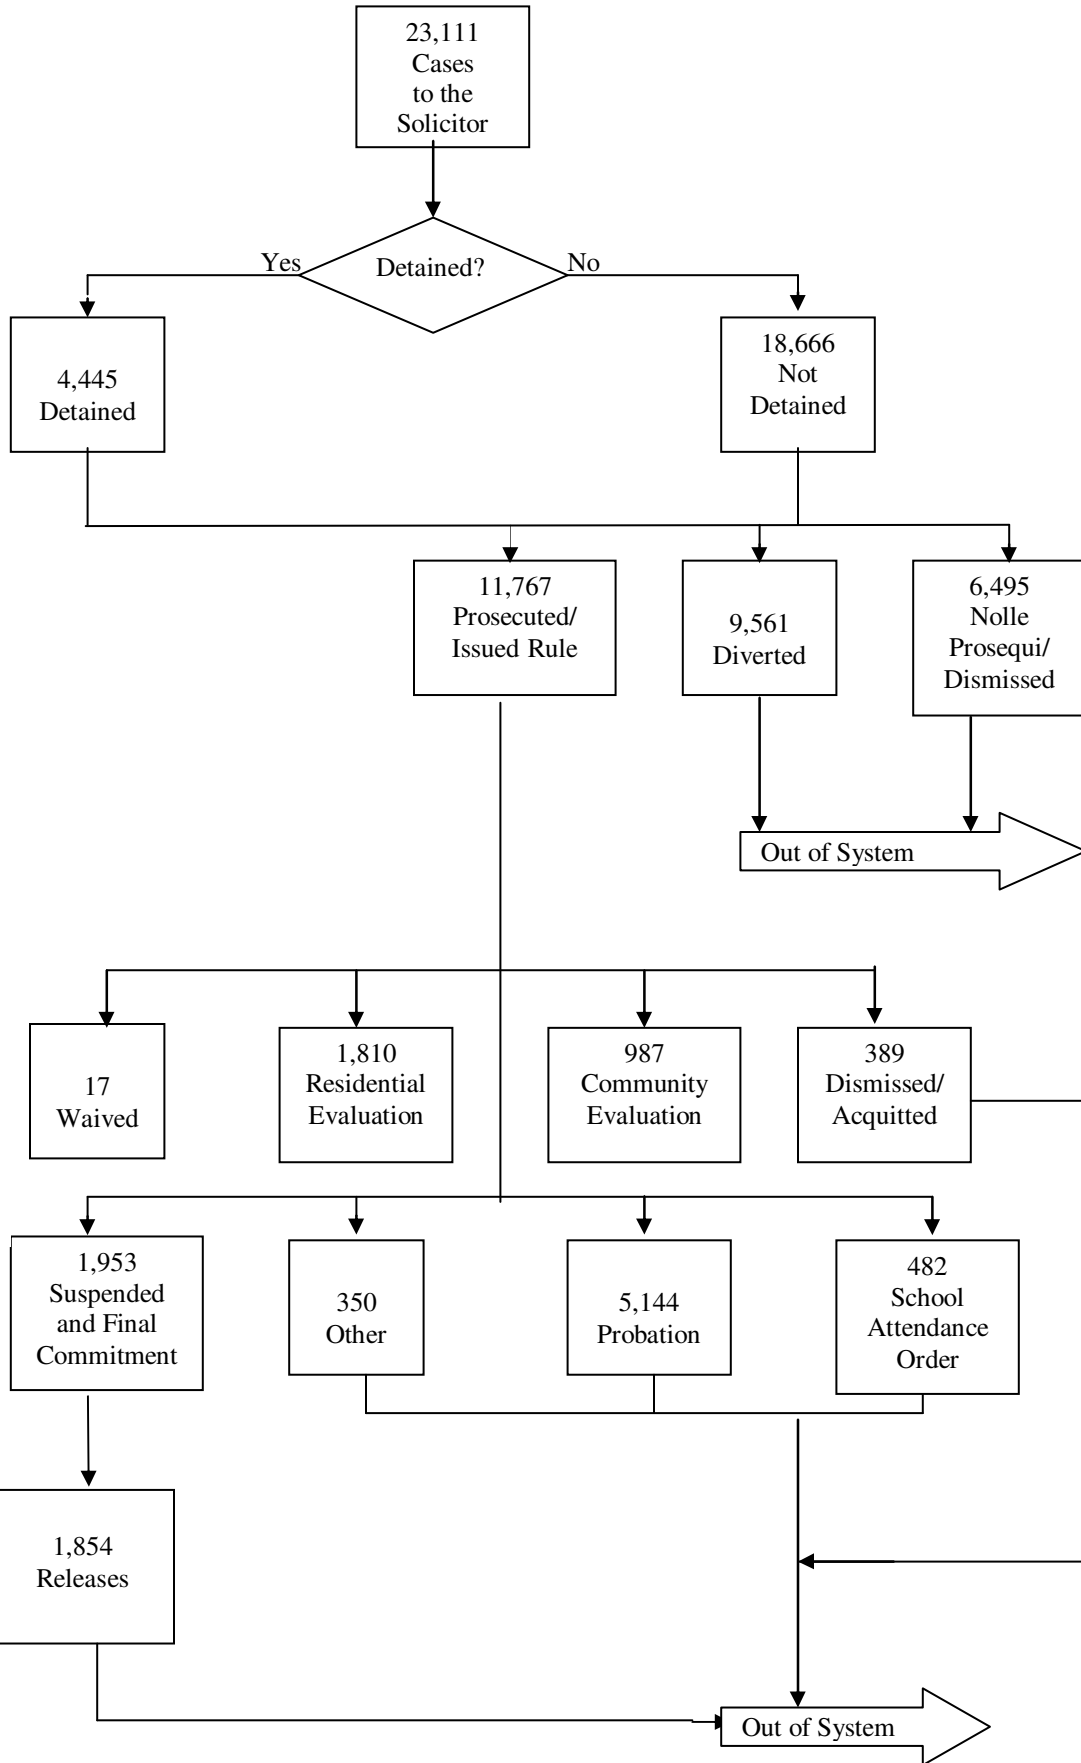 23,111
Cases
to the
Solicitor
Yes
Detained?
No
4,445
Detained
18,666
Not
Detained
11,767
Prosecuted/
Issued Rule
9,561
Diverted
6,495
Nolle
Prosequi/
Dismissed
Out of System
17
Waived
1,810
Residential
Evaluation
987
Community
Evaluation
389
Dismissed/
Acquitted
1,953
Suspended
and Final
Commitment
350
Other
5,144
Probation
482
School
Attendance
Order
1,854
Releases
Out of System